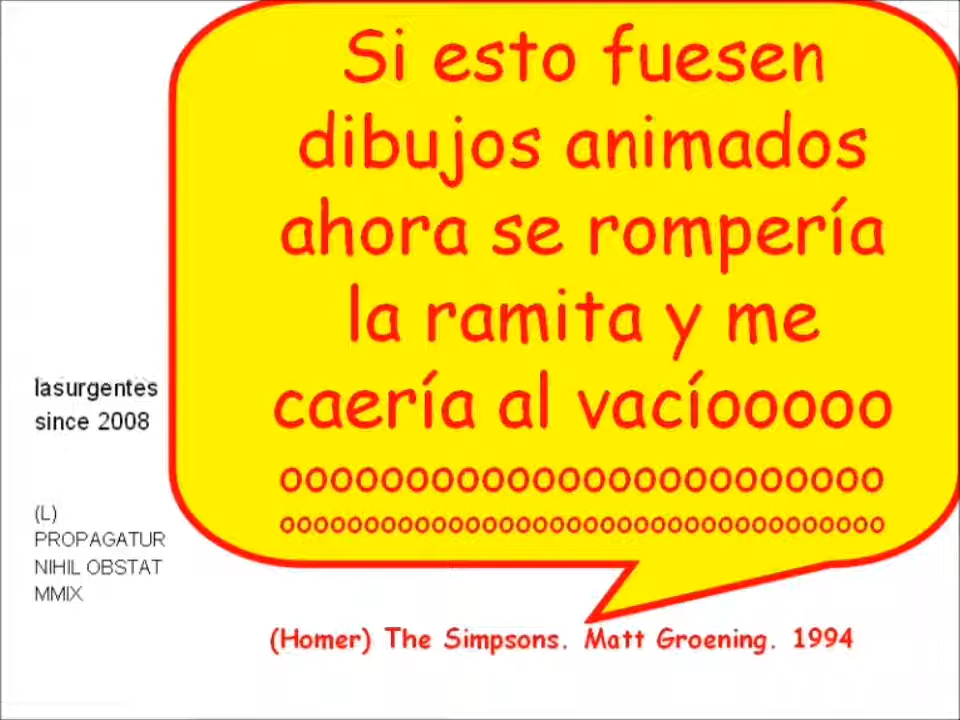 Si esto fuesen
dibujos animados
ahora se rompería
la ramita y me
caería al vacíooooo
ooooooooooooooooooooooooo
ooooooooooooooooooooooooooooooooooo
lasurgentes
since 2008
(L)
PROPAGATUR
NIHIL OBSTAT
MMIX
(Homer) The Simpsons. Matt Groening. 1994